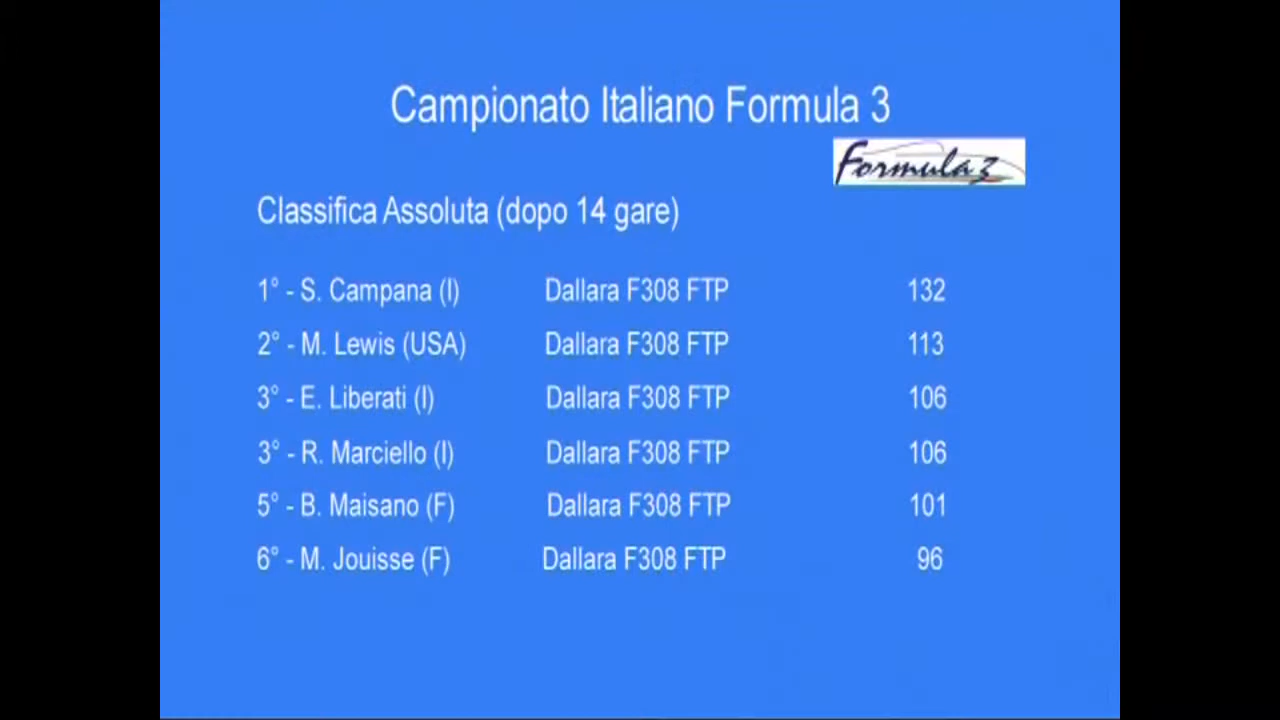 Campionato Italiano Formula 3
Formula 3
Classifica Assoluta (dopo 14 gare)
1° - S. Campana (I) Dallara F308 FTP 132
2° - M. Lewis (USA) Dallara F308 FTP 113
3° - E. Liberati (I) Dallara F308 FTP 106
3° - R. Marciello (I) Dallara F308 FTP 106
5° - B. Maisano (F) Dallara F308 FTP 101
6° - M. Jouisse (F) Dallara F308 FTP 96